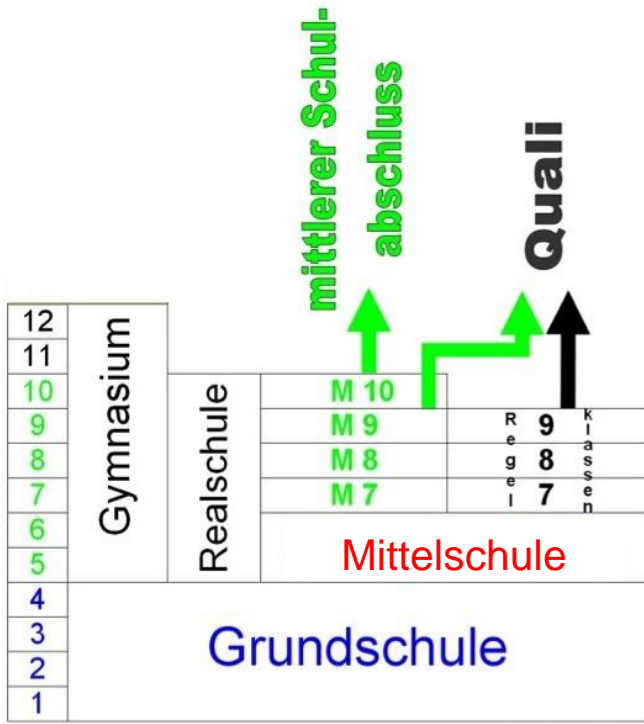 mittlerer Schul-
abschluss
Quali
12
11
10
9
8
7
6
5
4
3
2
1
Gymnasium
Realschule
M 10
M 9
M 8
M 7
Regel
9
8
7
klassen
Mittelschule
Grundschule